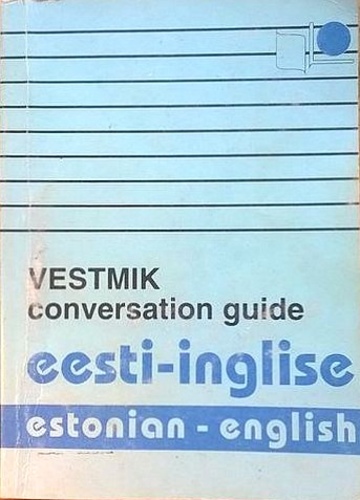 VESTMIK
conversation guide
eesti-inglise
estonian - english